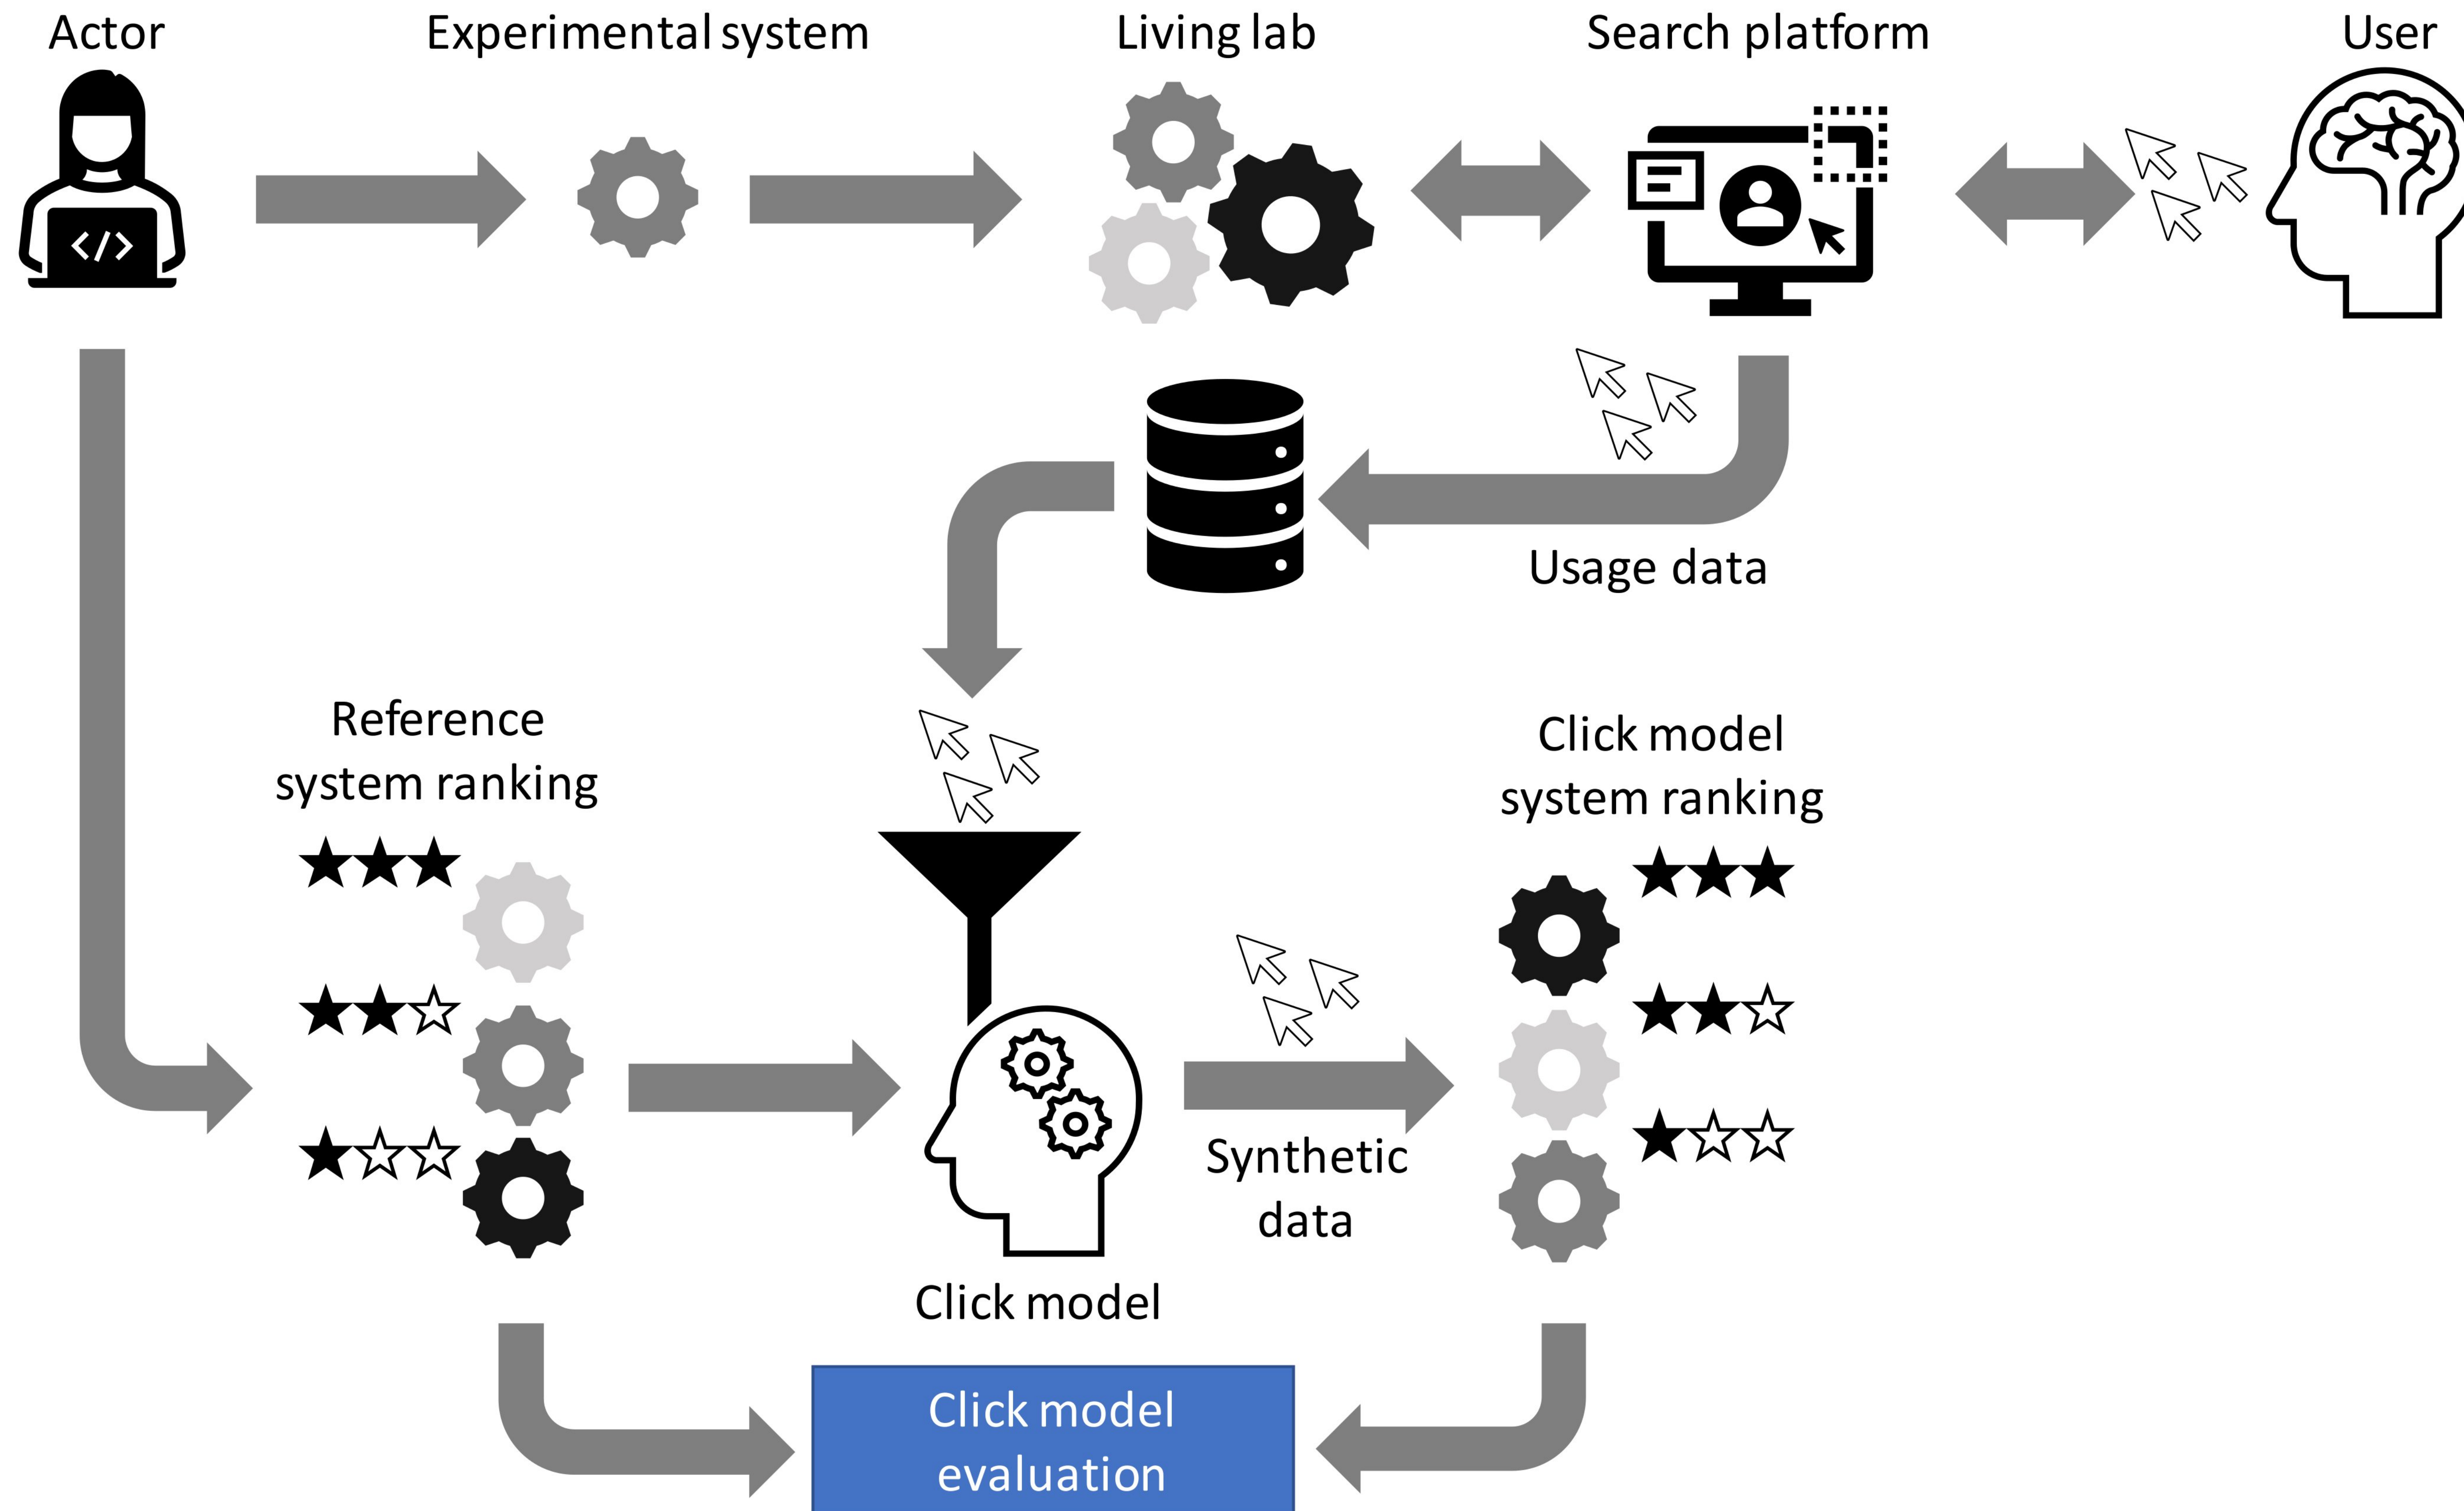 Actor
Experimental system
Living lab
Search platform
User
</>
Usage data
Reference
system ranking
Click model
system ranking
Synthetic
data
Click model
Click model
evaluation